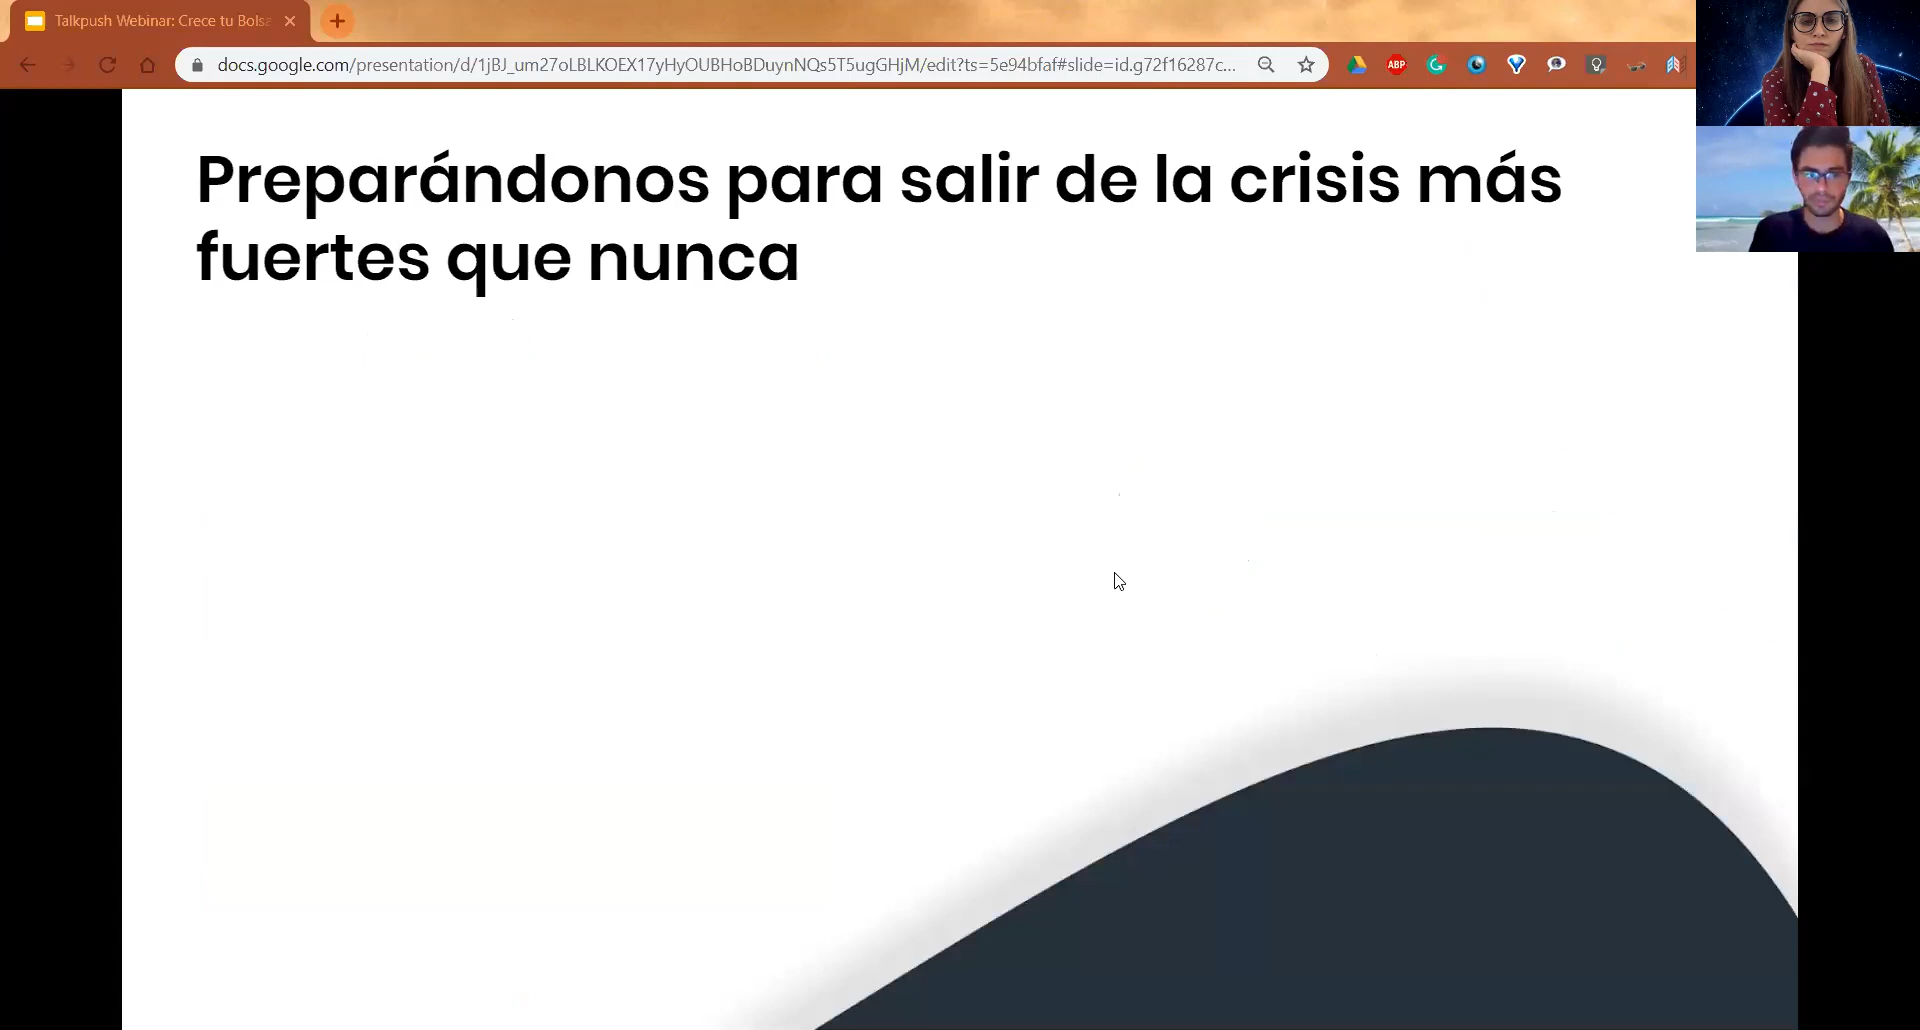 Talkpush Webinar: Crece tu Bolsa
docs.google.com/presentation/d/1jBJ_um27oLBLKOEX17yHyOUBHoBDuynNQs5T5ugGHjM/edit?ts=5e94bfaf#slide=id.g72f16287c...
ABP
Preparándonos para salir de la crisis más
fuertes que nunca